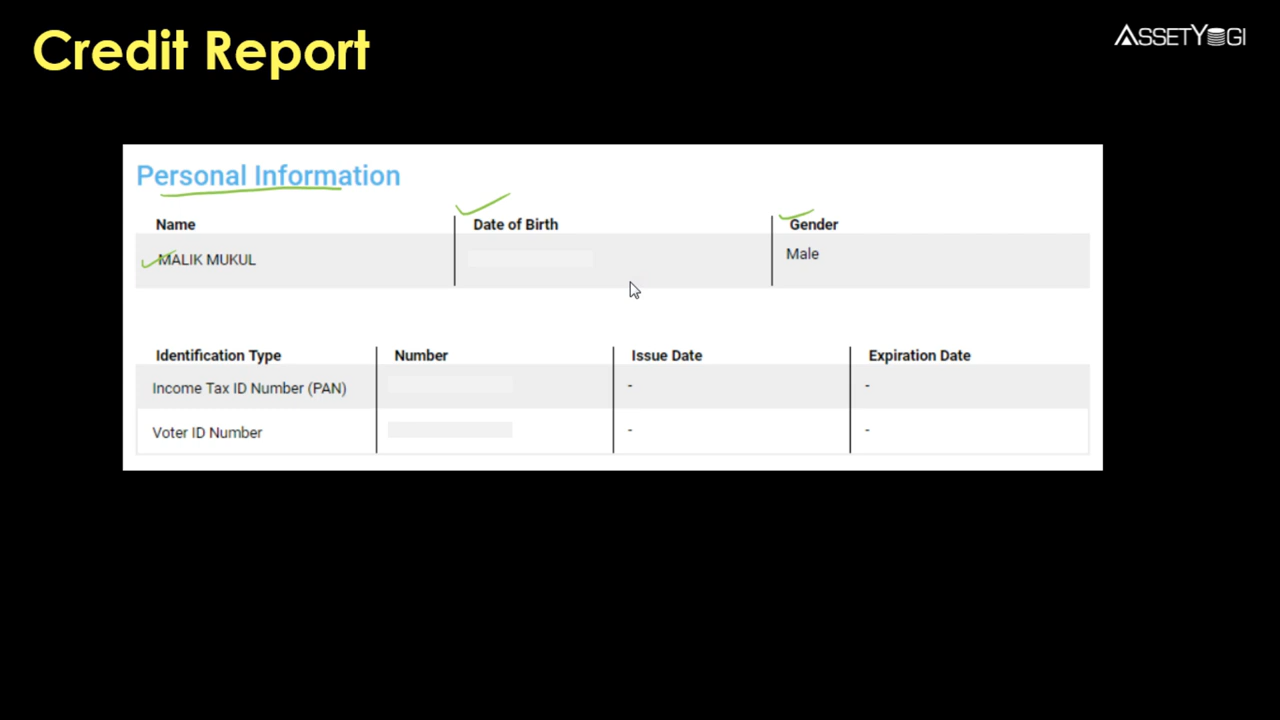 Credit Report
ASSETYOGI
Personal Information
Name Date of Birth Gender
MALIK MUKUL Male
Identification Type Number Issue Date Expiration Date
Income Tax ID Number (PAN) - -
Voter ID Number - -